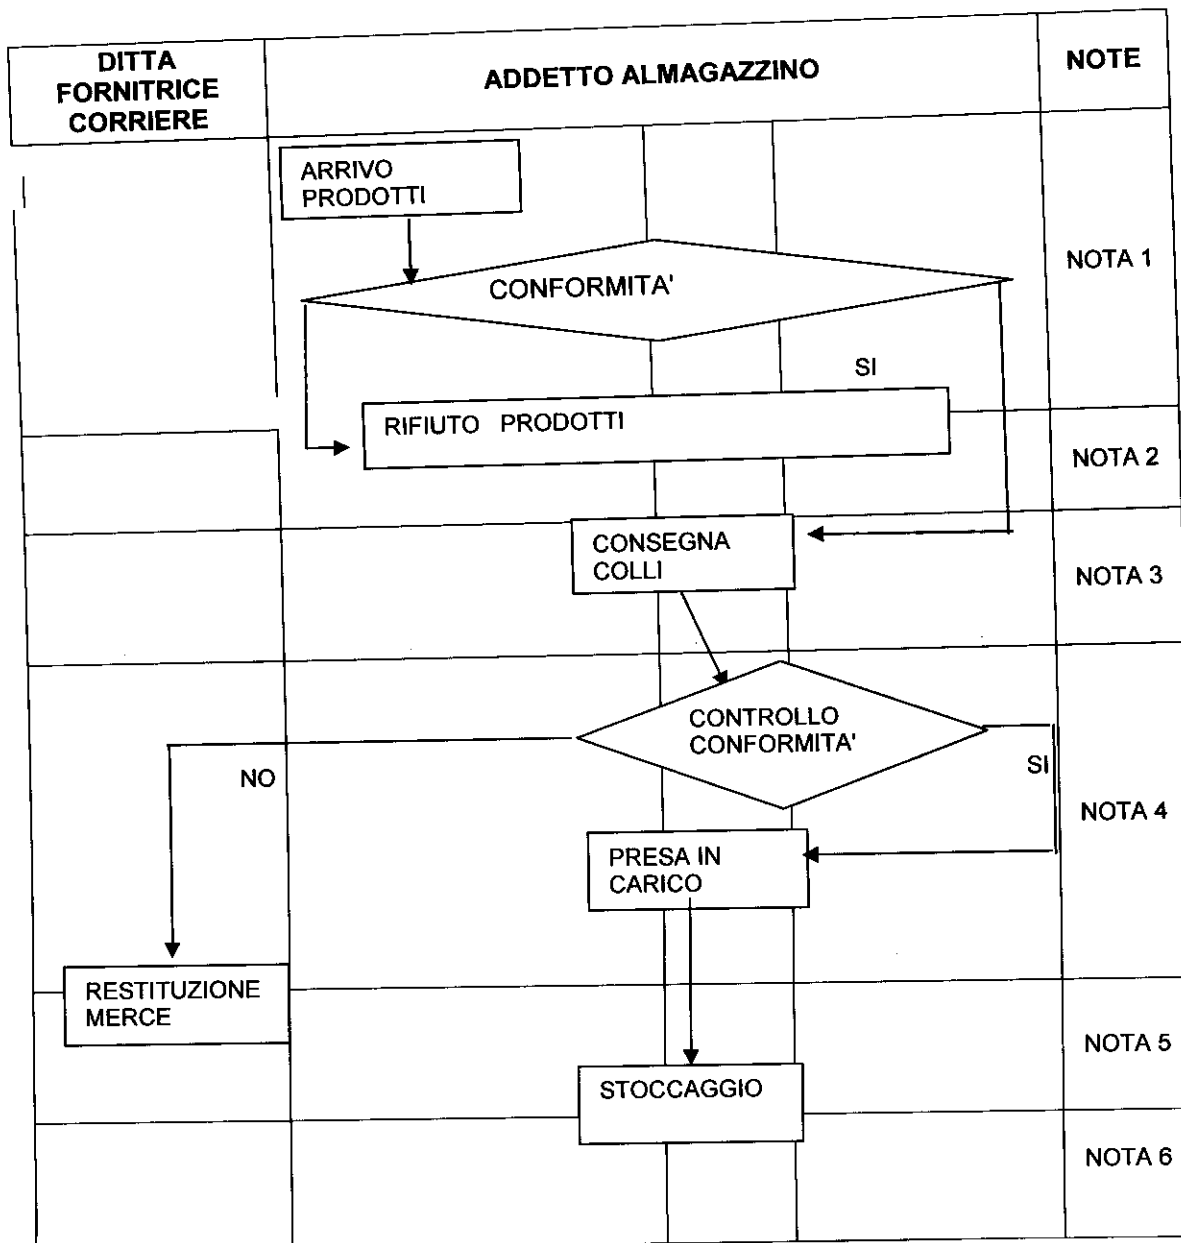 DITTA
FORNITRICE
CORRIERE
ADDETTO ALMAGAZZINO
NOTE
ARRIVO
PRODOTTI
CONFORMITA'
NOTA 1
SI
RIFIUTO PRODOTTI
NOTA 2
CONSEGNA
COLLI
NOTA 3
CONTROLLO
CONFORMITA'
NO
SI
NOTA 4
PRESA IN
CARICO
RESTITUZIONE
MERCE
NOTA 5
STOCCAGGIO
NOTA 6